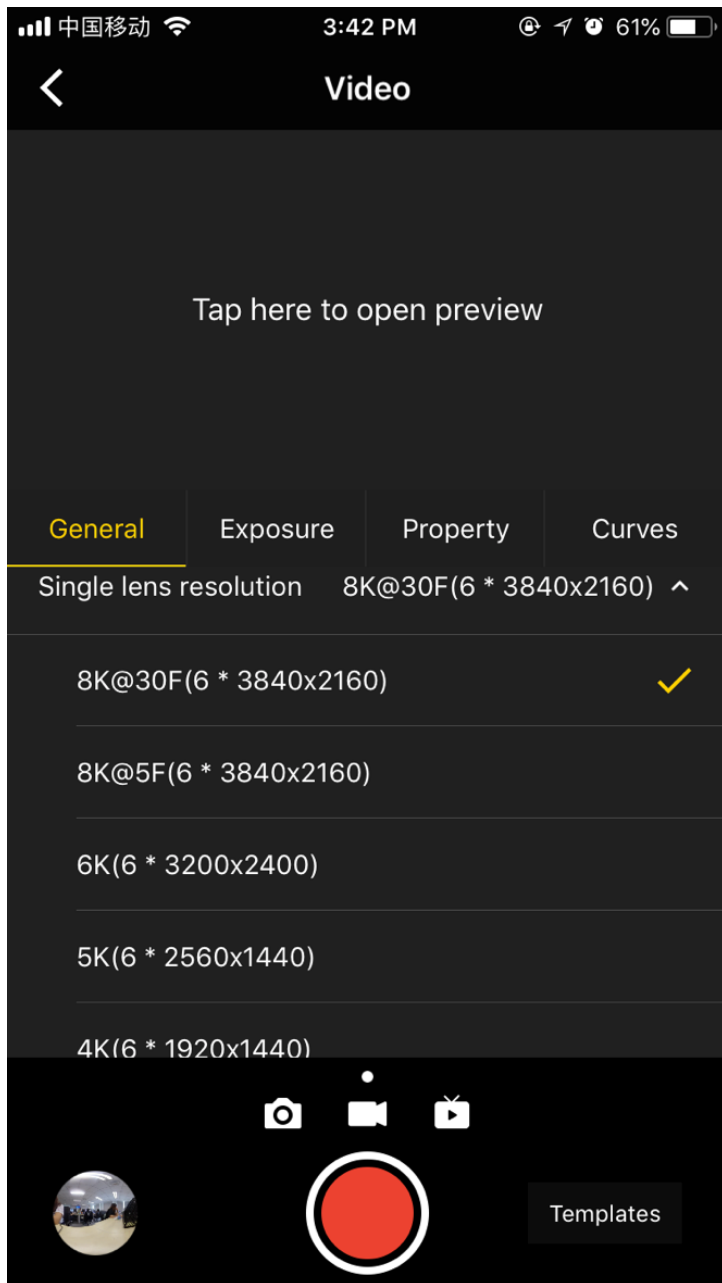 中国移动 3:42 PM 61%
Video
Tap here to open preview
General Exposure Property Curves
Single lens resolution 8K@30F(6 * 3840x2160)
8K@30F(6 * 3840x2160)
8K@5F(6 * 3840x2160)
6K(6 * 3200x2400)
5K(6 * 2560x1440)
4K(6 * 1920x1440)
Templates